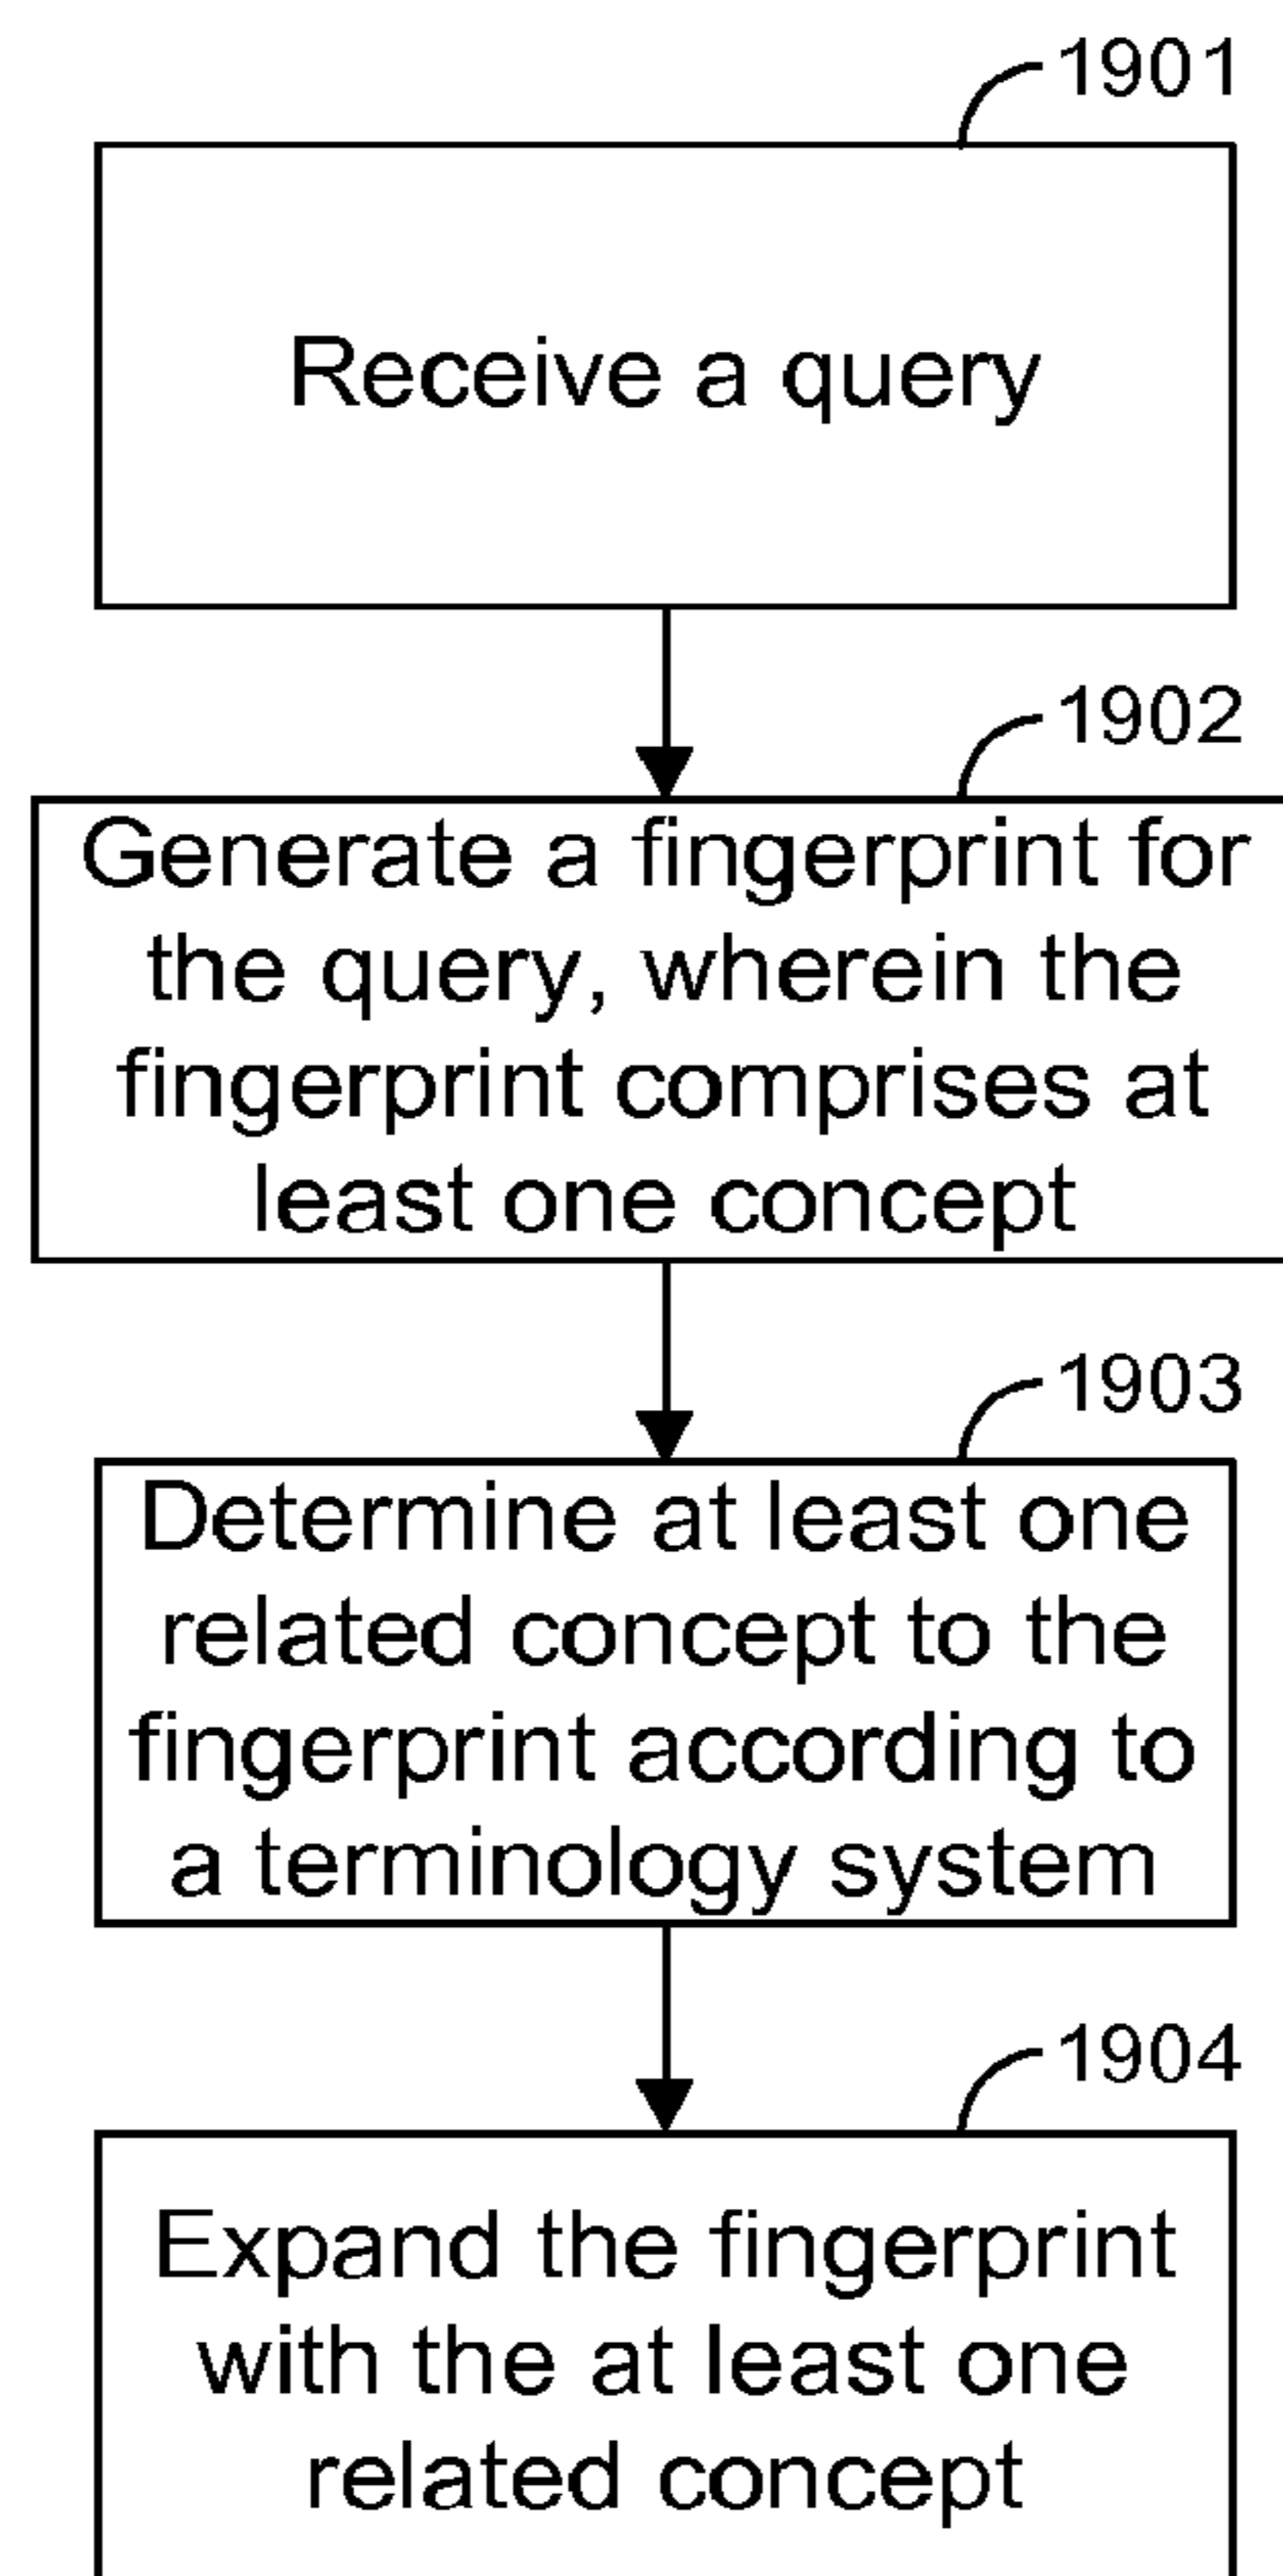 1901
Receive a query
1902
Generate a fingerprint for
the query, wherein the
fingerprint comprises at
least one concept
1903
Determine at least one
related concept to the
fingerprint according to
a terminology system
1904
Expand the fingerprint
with the at least one
related concept